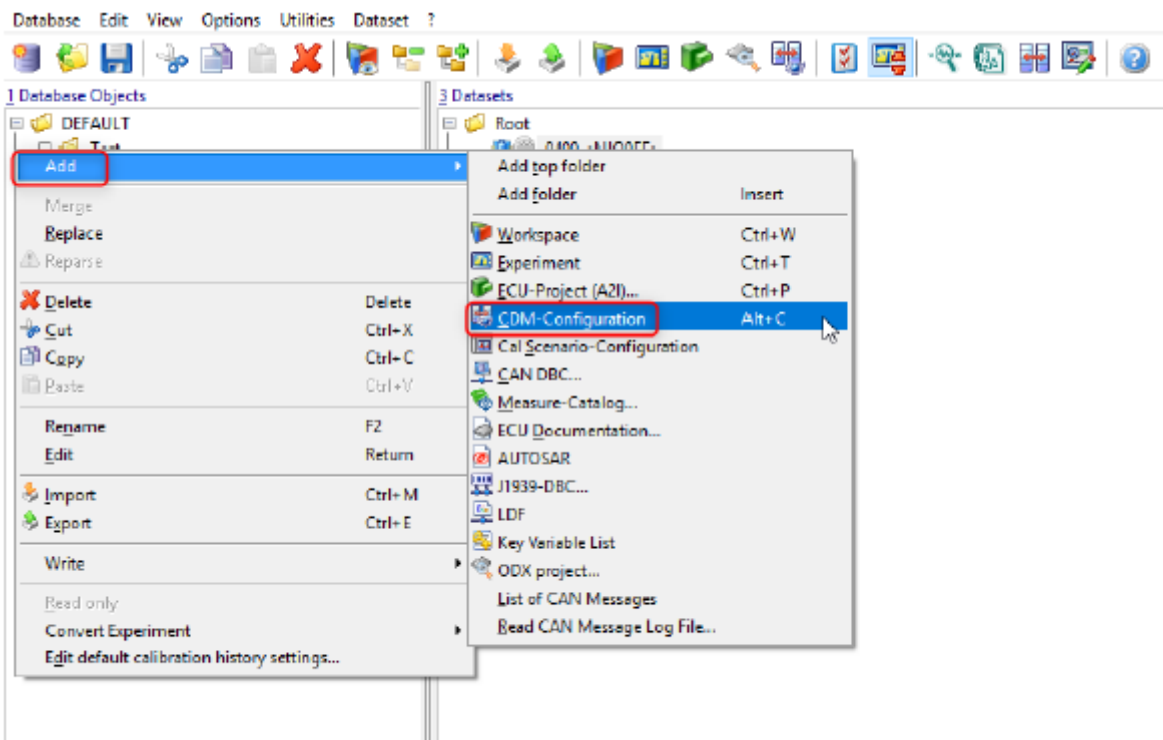 Database Edit View Options Utilities Dataset ?
1 Database Objects
3 Datasets
DEFAULT
Root
Add
Merge
Replace
Reparse
Delete Delete
Cut Ctrl+X
Copy Ctrl+C
Paste Ctrl+V
Rename F2
Edit Return
Import Ctrl+M
Export Ctrl+E
Write
Read only
Convert Experiment
Edit default calibration history settings...
Add top folder
Add folder Insert
Workspace Ctrl+W
Experiment Ctrl+T
ECU-Project (A2l)... Ctrl+P
CDM-Configuration Alt+C
Cal Scenario-Configuration
CAN DBC...
Measure-Catalog...
ECU Documentation...
AUTOSAR
J1939-DBC...
LDF
Key Variable List
ODX project...
List of CAN Messages
Read CAN Message Log File...